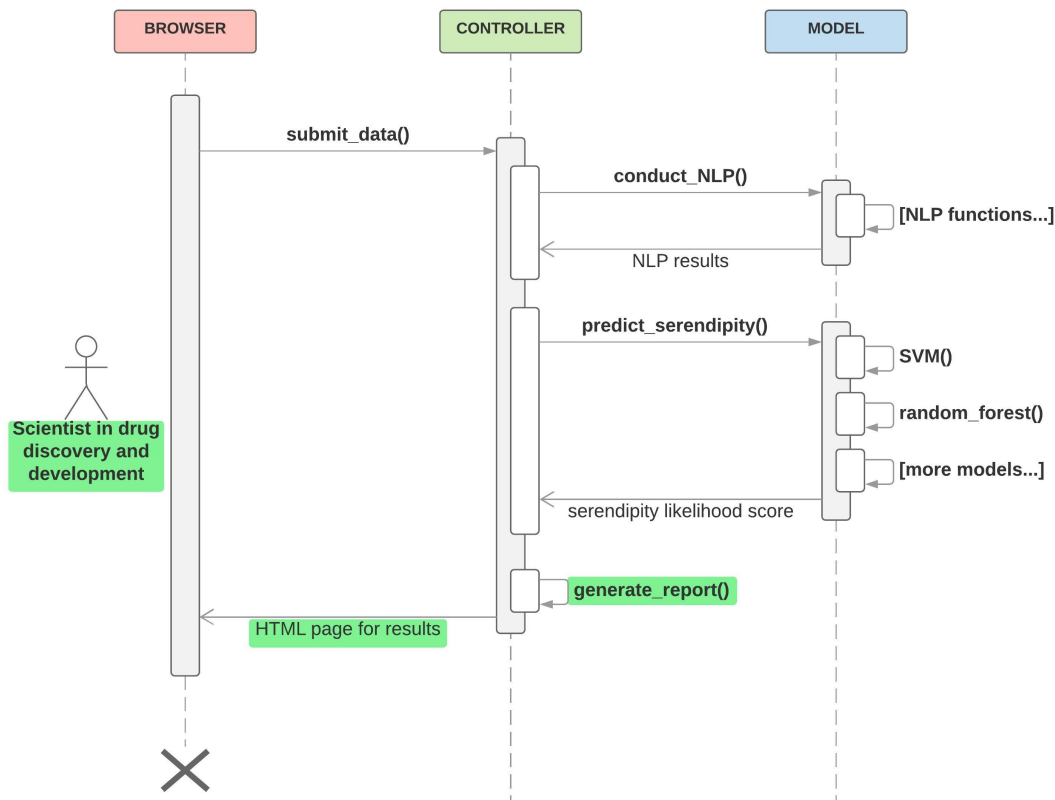 BROWSER
CONTROLLER
MODEL
submit_data()
conduct_NLP()
[NLP functions...]
NLP results
predict_serendipity()
SVM()
random_forest()
Scientist in drug
discovery and
development
[more models...]
serendipity likelihood score
generate_report()
HTML page for results